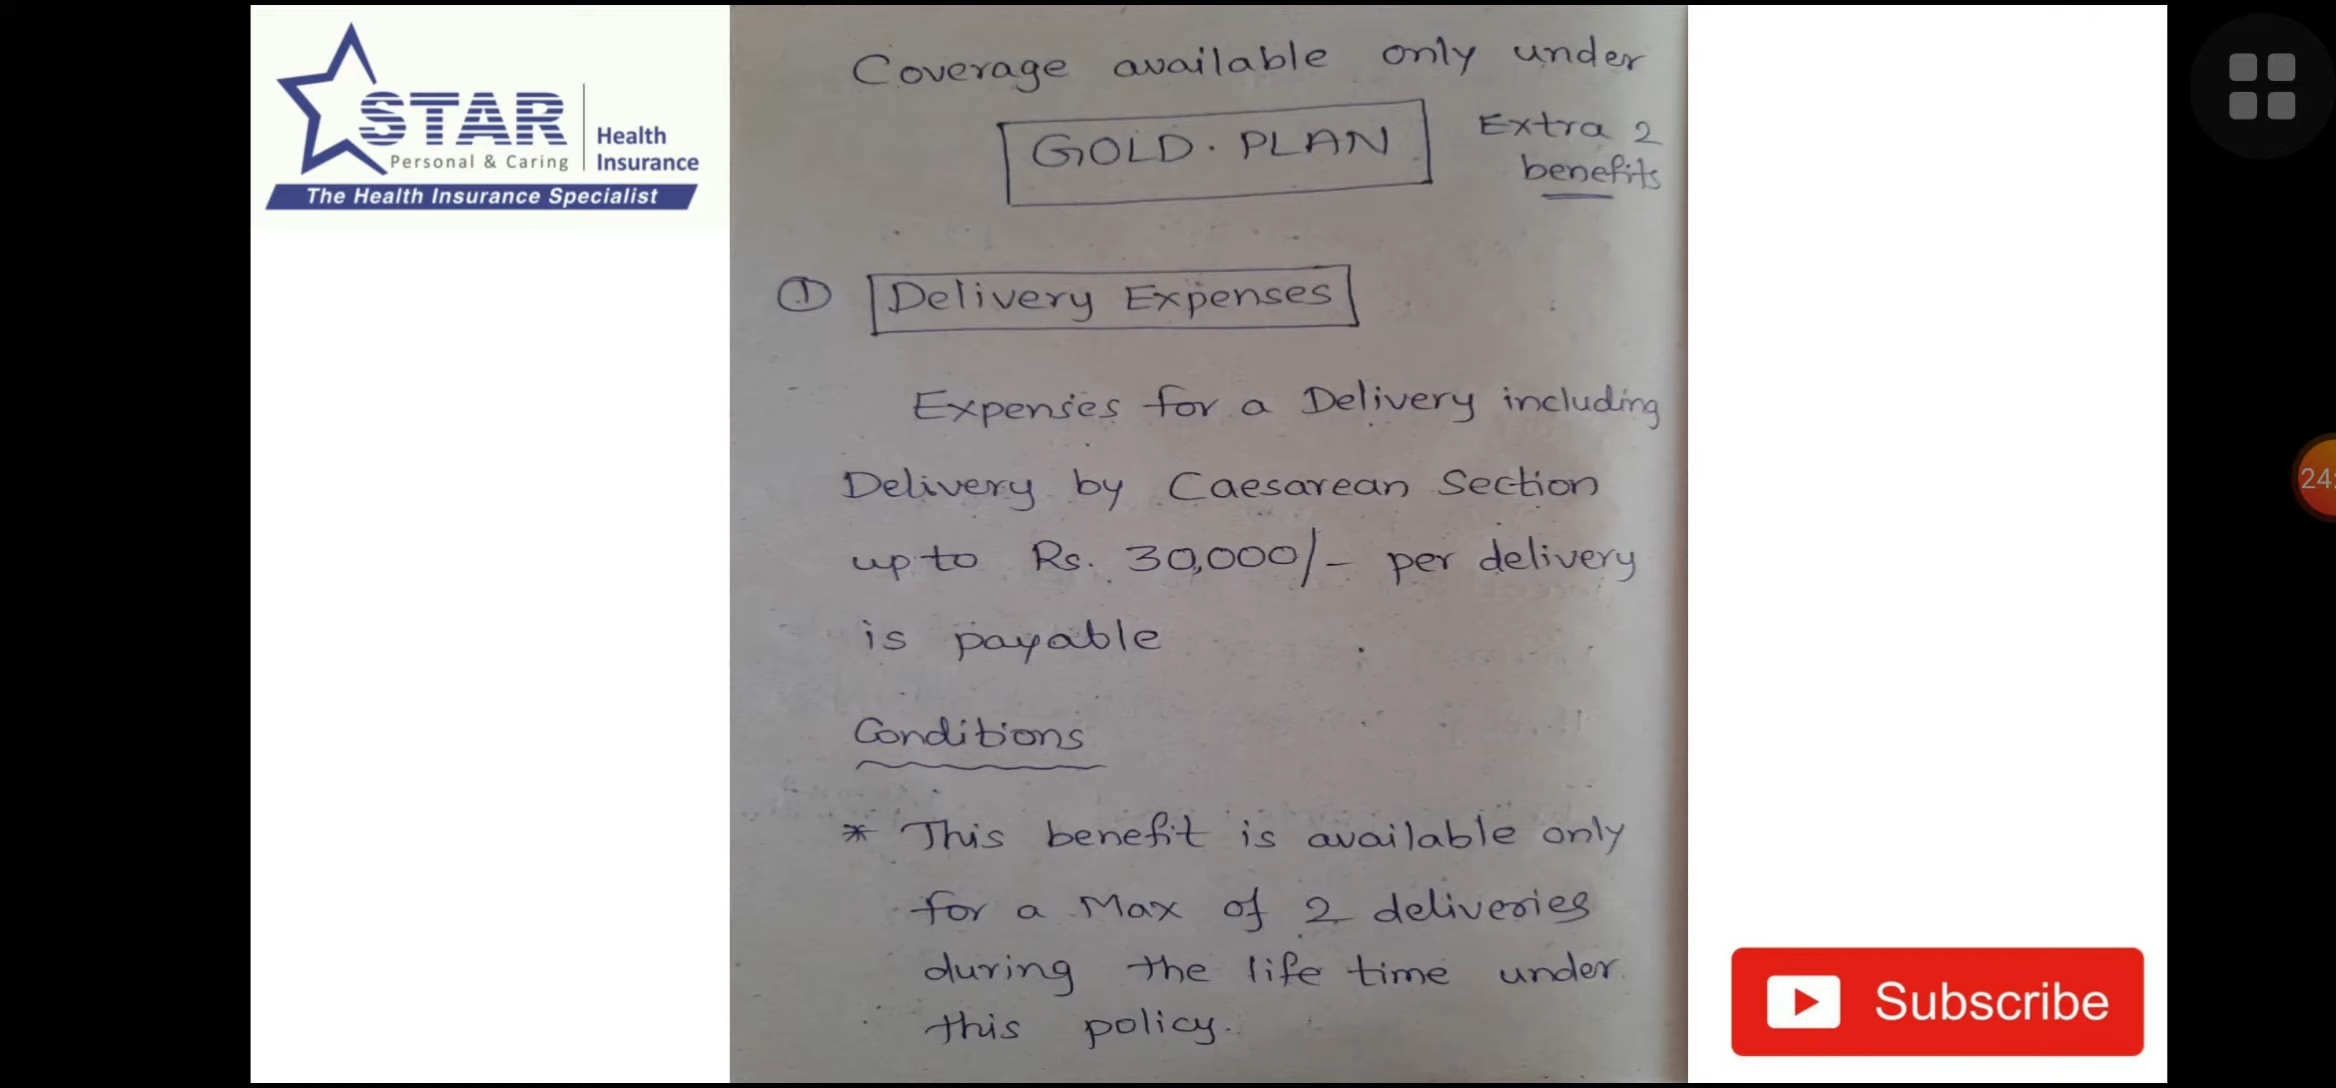 STAR
Health
Insurance
Personal & Caring
The Health Insurance Specialist
Coverage available only under
GOLD. PLAN
Extra 2
benefits
① Delivery Expenses
Expenses for a Delivery including
Delivery by Caesarean Section
upto Rs. 30,000/- per delivery
is payable
Conditions
* This benefit is available only
for a Max of 2 deliveries
during the life time under
this policy.
24:
Subscribe